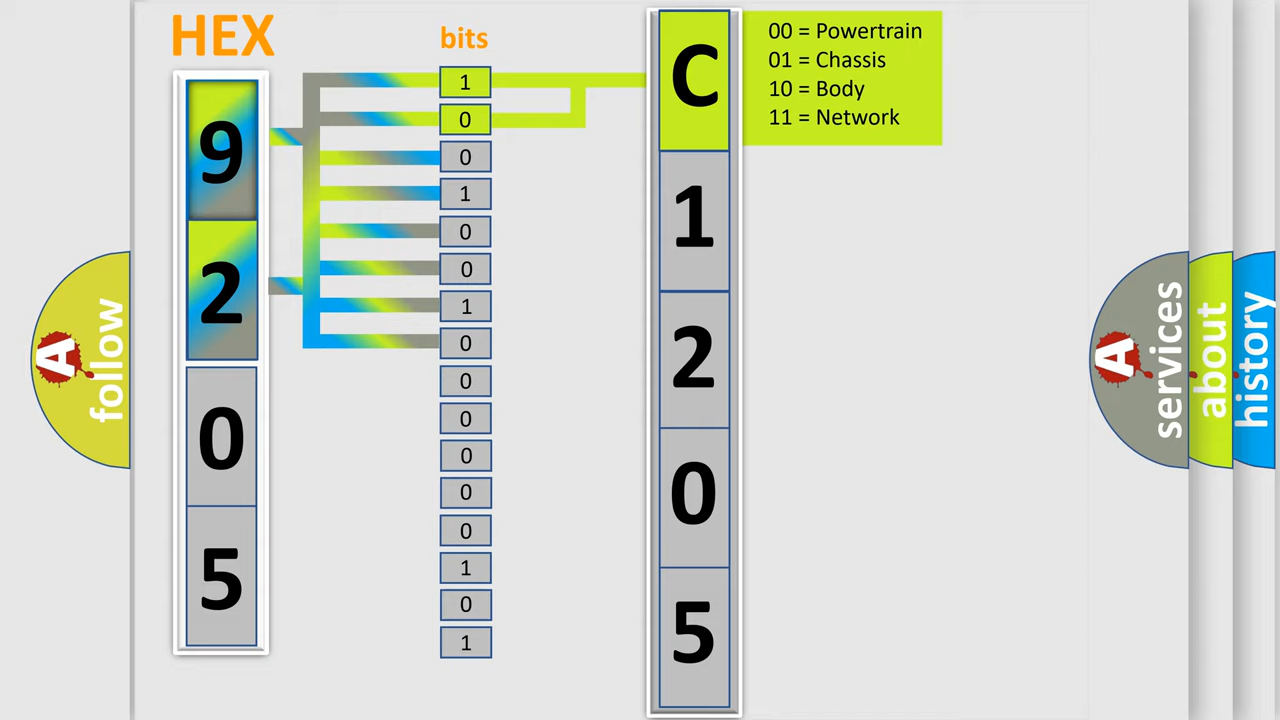 HEX
bits
9
2
0
5
1
0
0
1
0
0
1
0
0
0
0
0
0
1
0
1
C
1
2
0
5
00 = Powertrain
01 = Chassis
10 = Body
11 = Network
A
follow
A
services
about
history